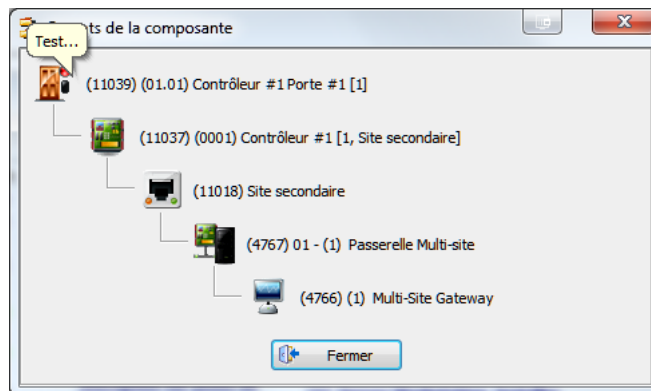 ts de la composante
Test...
(11039) (01.01) Contrôleur #1 Porte #1 [1]
(11037) (0001) Contrôleur #1 [1, Site secondaire]
(11018) Site secondaire
(4767) 01 - (1) Passerelle Multi-site
(4766) (1) Multi-Site Gateway
Fermer